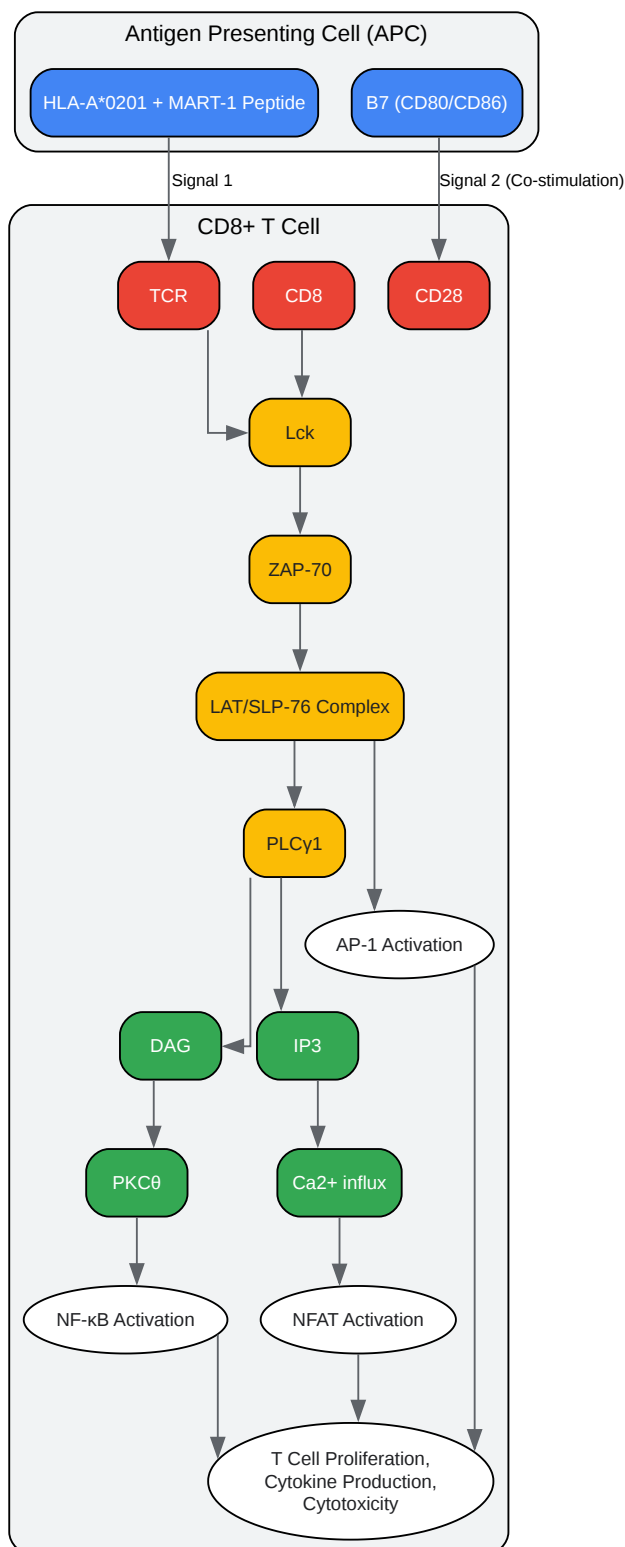 Antigen Presenting Cell (APC)
HLA-A*0201 + MART-1 Peptide
B7 (CD80/CD86)
Signal 1
Signal 2 (Co-stimulation)
CD8+ T Cell
TCR
CD8
CD28
Lck
ZAP-70
LAT/SLP-76 Complex
PLCγ1
AP-1 Activation
DAG
IP3
PKCθ
Ca2+ influx
NF-κB Activation
NFAT Activation
T Cell Proliferation,
Cytokine Production,
Cytotoxicity